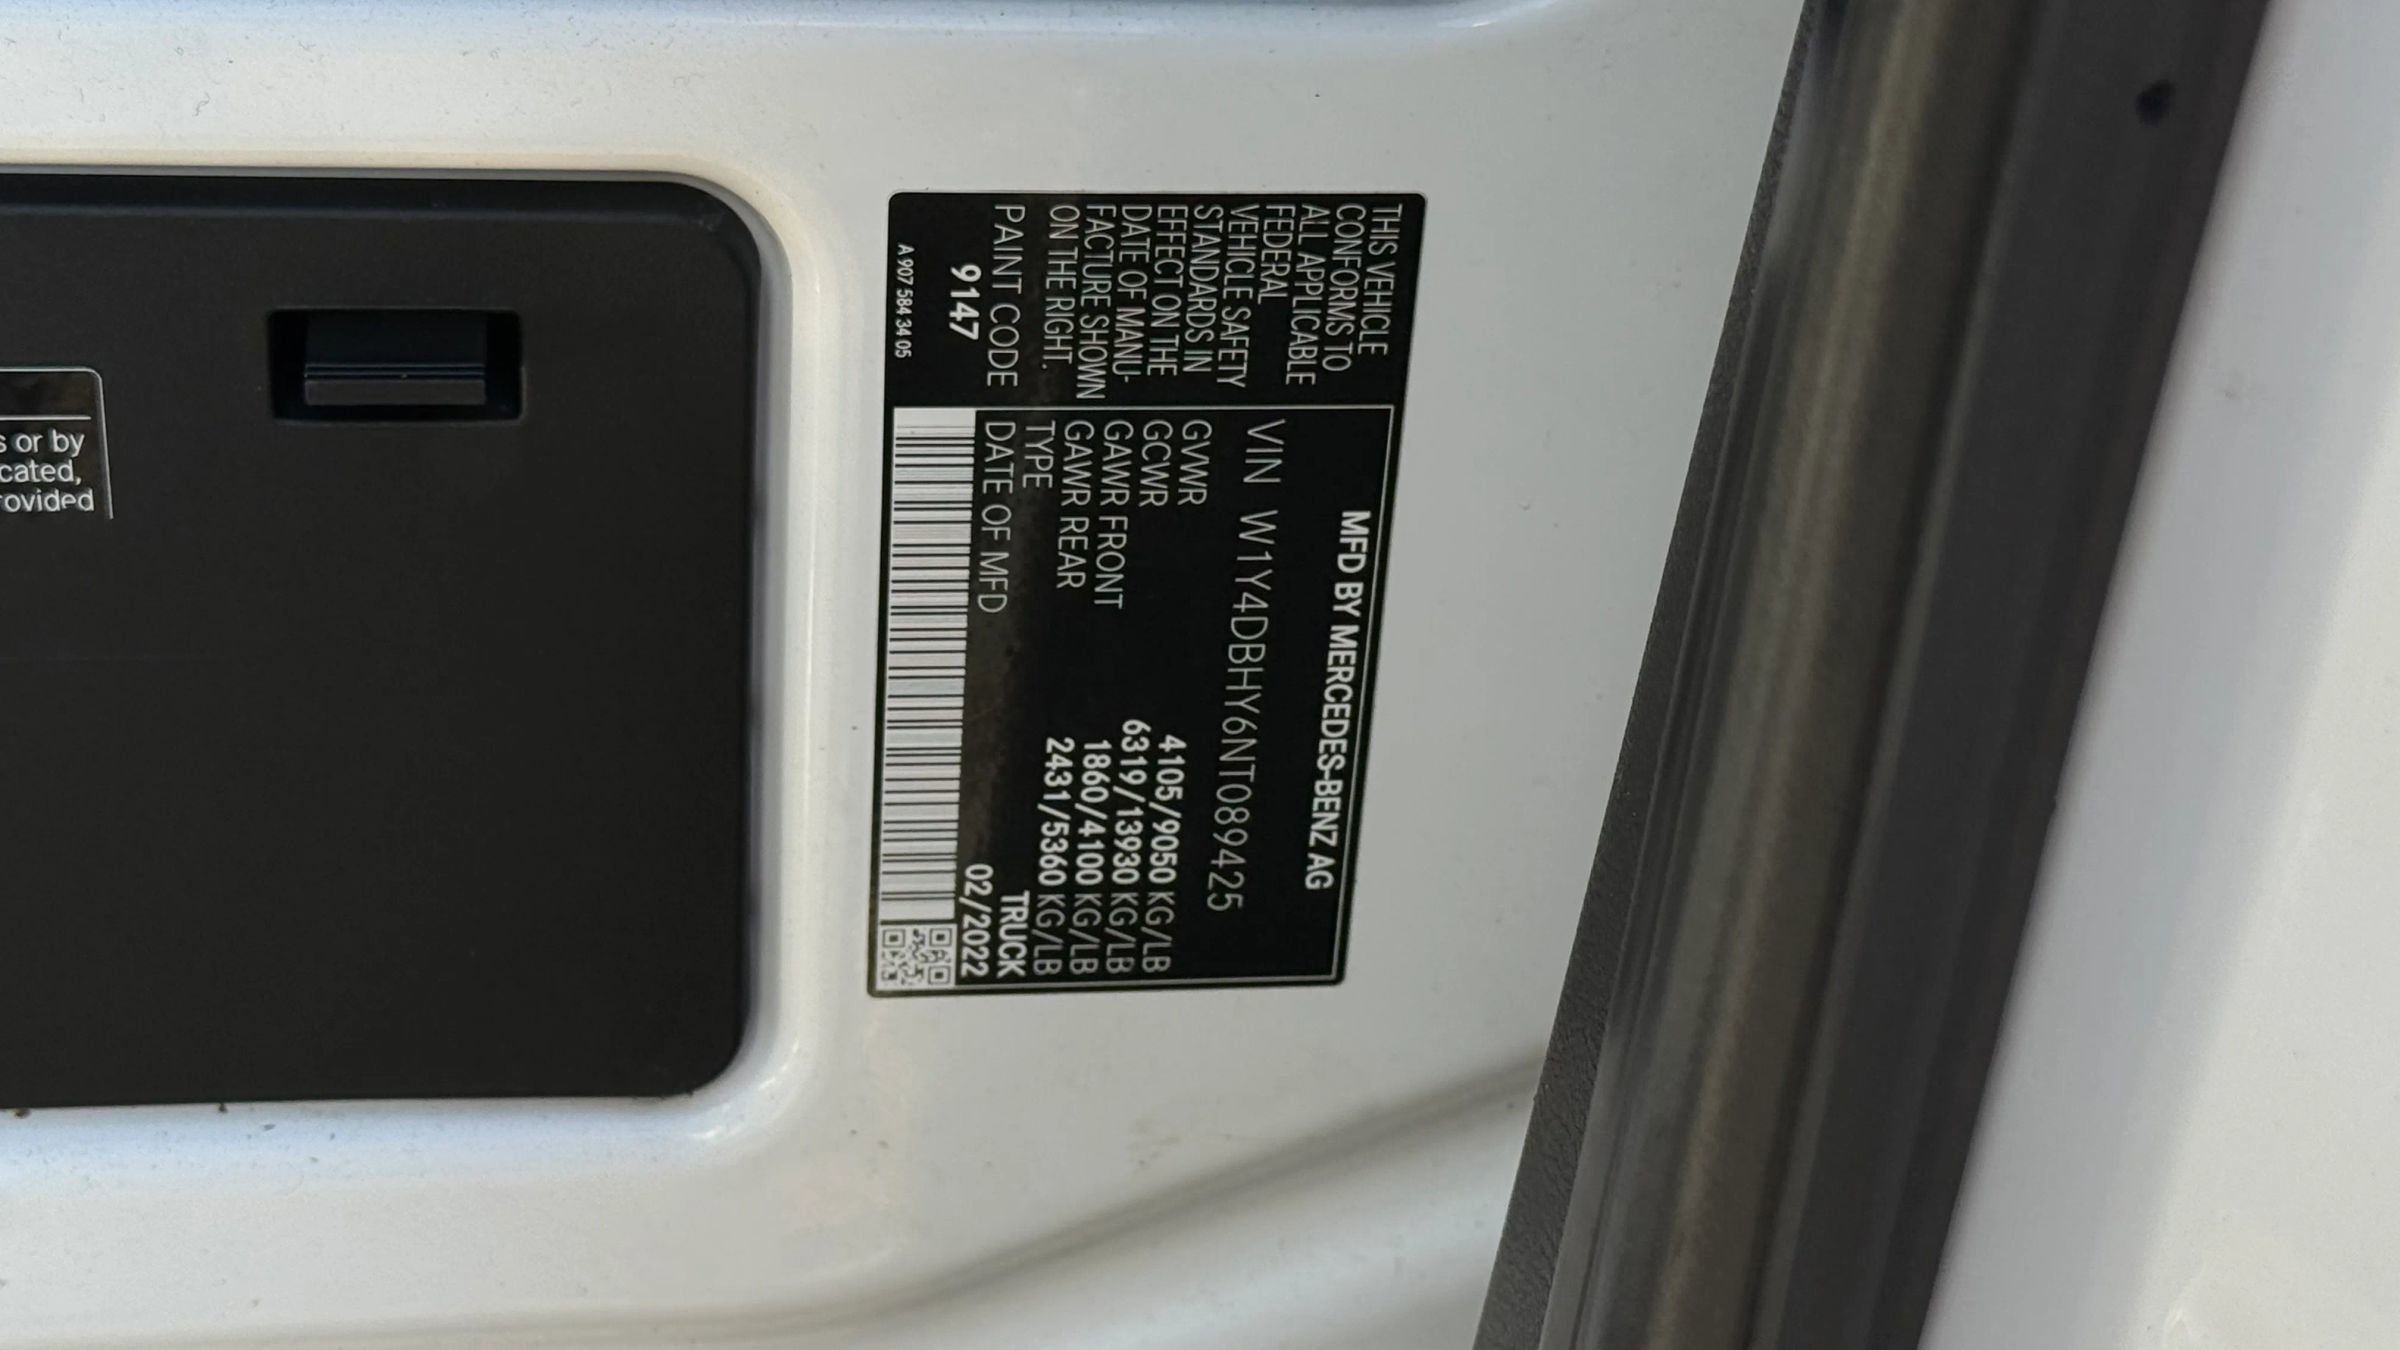 THIS VEHICLE
CONFORMS TO
ALL APPLICABLE
FEDERAL
VEHICLE SAFETY
STANDARDS IN
EFFECT ON THE
DATE OF MANU-
FACTURE SHOWN
ON THE RIGHT.
PAINT CODE
9147
A 907 584 34 05
MFD BY MERCEDES-BENZ AG
VIN W1Y4DBHY6NT089425
GVWR 4105/9050 KG/LB
GCWR 6319/13930 KG/LB
GAWR FRONT 1860/4100 KG/LB
GAWR REAR 2431/5360 KG/LB
TYPE TRUCK
DATE OF MFD 02/2022
s or by
cated,
ovided